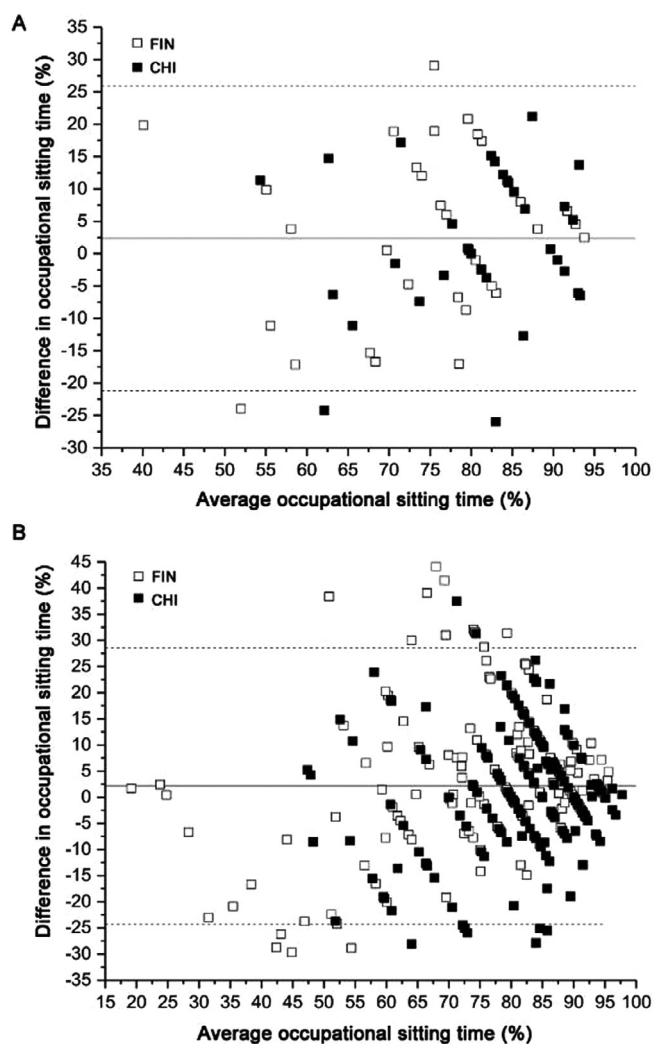 A
FIN
CHI
35
30
25
20
15
10
5
0
-5
-10
-15
-20
-25
-30
35 40 45 50 55 60 65 70 75 80 85 90 95 100
Difference in occupational sitting time (%)
Average occupational sitting time (%)
B
FIN
CHI
45
40
35
30
25
20
15
10
5
0
-5
-10
-15
-20
-25
-30
-35
15 20 25 30 35 40 45 50 55 60 65 70 75 80 85 90 95 100
Difference in occupational sitting time (%)
Average occupational sitting time (%)